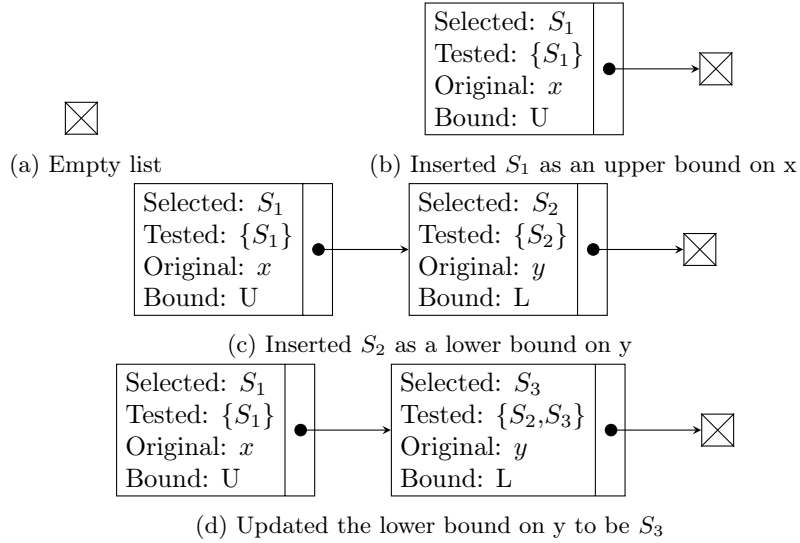 Selected: S₁
Tested: {S₁}
Original: x
Bound: U
(a) Empty list
(b) Inserted S₁ as an upper bound on x
Selected: S₁
Tested: {S₁}
Original: x
Bound: U
Selected: S₂
Tested: {S₂}
Original: y
Bound: L
(c) Inserted S₂ as a lower bound on y
Selected: S₁
Tested: {S₁}
Original: x
Bound: U
Selected: S₃
Tested: {S₂,S₃}
Original: y
Bound: L
(d) Updated the lower bound on y to be S₃